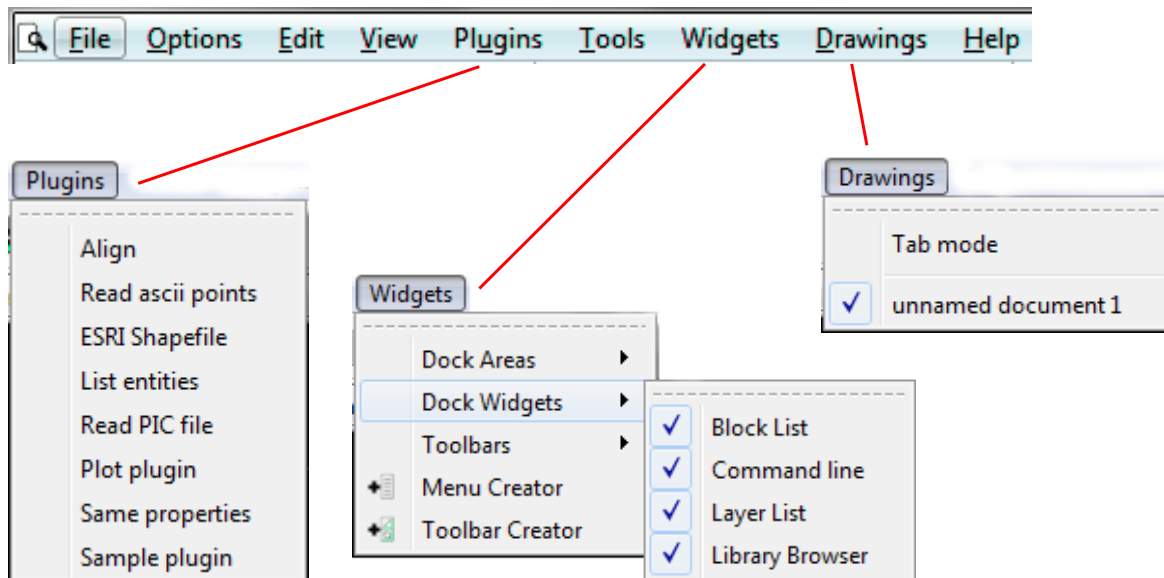 File Options Edit View Plugins Tools Widgets Drawings Help
Plugins
Align
Read ascii points
ESRI Shapefile
List entities
Read PIC file
Plot plugin
Same properties
Sample plugin
Widgets
Dock Areas
Dock Widgets
Toolbars
Menu Creator
Toolbar Creator
Block List
Command line
Layer List
Library Browser
Drawings
Tab mode
unnamed document 1